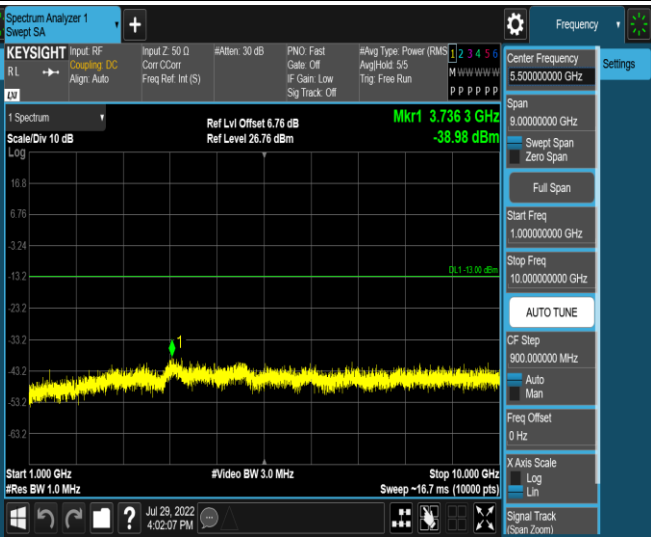 Spectrum Analyzer 1
Swept SA
Frequency
KEYSIGHT
Input: RF
Input Z: 50 Ω
#Atten: 30 dB
PNO: Fast
#Avg Type: Power (RMS
1 2 3 4 5 6
RL
Coupling: DC
Corr CCorr
Gate: Off
Avg|Hold: 5/5
M W W W W W
Align: Auto
Freq Ref: Int (S)
IF Gain: Low
Trig: Free Run
Sig Track: Off
P P P P P P
LXI
1 Spectrum
Ref Lvl Offset 6.76 dB
Mkr1 3.736 3 GHz
Scale/Div 10 dB
Ref Level 26.76 dBm
-38.98 dBm
Log
16.8
6.76
-3.24
-13.2
DL1 -13.00 dBm
-23.2
-33.2
1
-43.2
-53.2
-63.2
Start 1.000 GHz
#Video BW 3.0 MHz
Stop 10.000 GHz
#Res BW 1.0 MHz
Sweep ~16.7 ms (10000 pts)
Jul 29, 2022
4:02:07 PM
Center Frequency
5.500000000 GHz
Settings
Span
9.00000000 GHz
Swept Span
Zero Span
Full Span
Start Freq
1.000000000 GHz
Stop Freq
10.000000000 GHz
AUTO TUNE
CF Step
900.000000 MHz
Auto
Man
Freq Offset
0 Hz
X Axis Scale
Log
Lin
Signal Track
(Span Zoom)